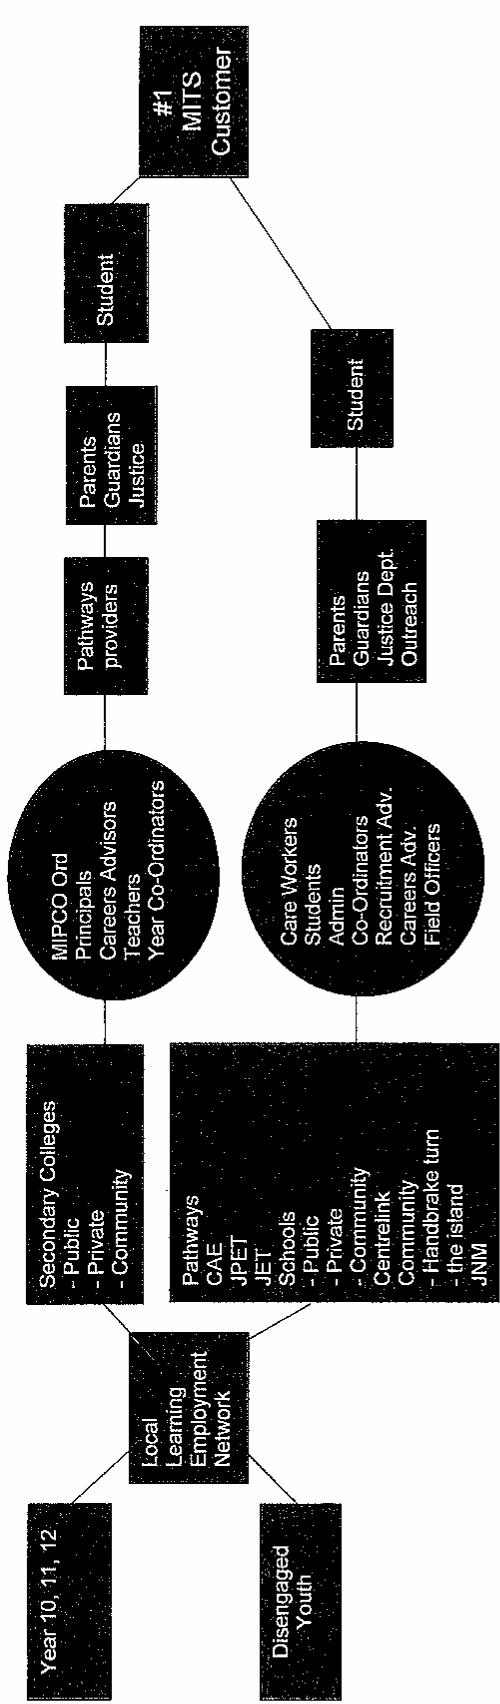 Year 10, 11, 12
Disengaged
Youth
Local
Learning
Employment
Network
Secondary Colleges
- Public
- Private
- Community
Pathways
CAE
JPET
JET
Schools
- Public
- Private
- Community
Centrelink
Community
- Handbrake turn
- the island
JNM
MIPCO Ord
Principals
Careers Advisors
Teachers
Year Co-Ordinators
Care Workers
Students
Admin
Co-Ordinators
Recruitment Adv.
Careers Adv.
Field Officers
Pathways
providers
Parents
Guardians
Justice
Parents
Guardians
Justice Dept.
Outreach
Student
Student
#1
MITS
Customer